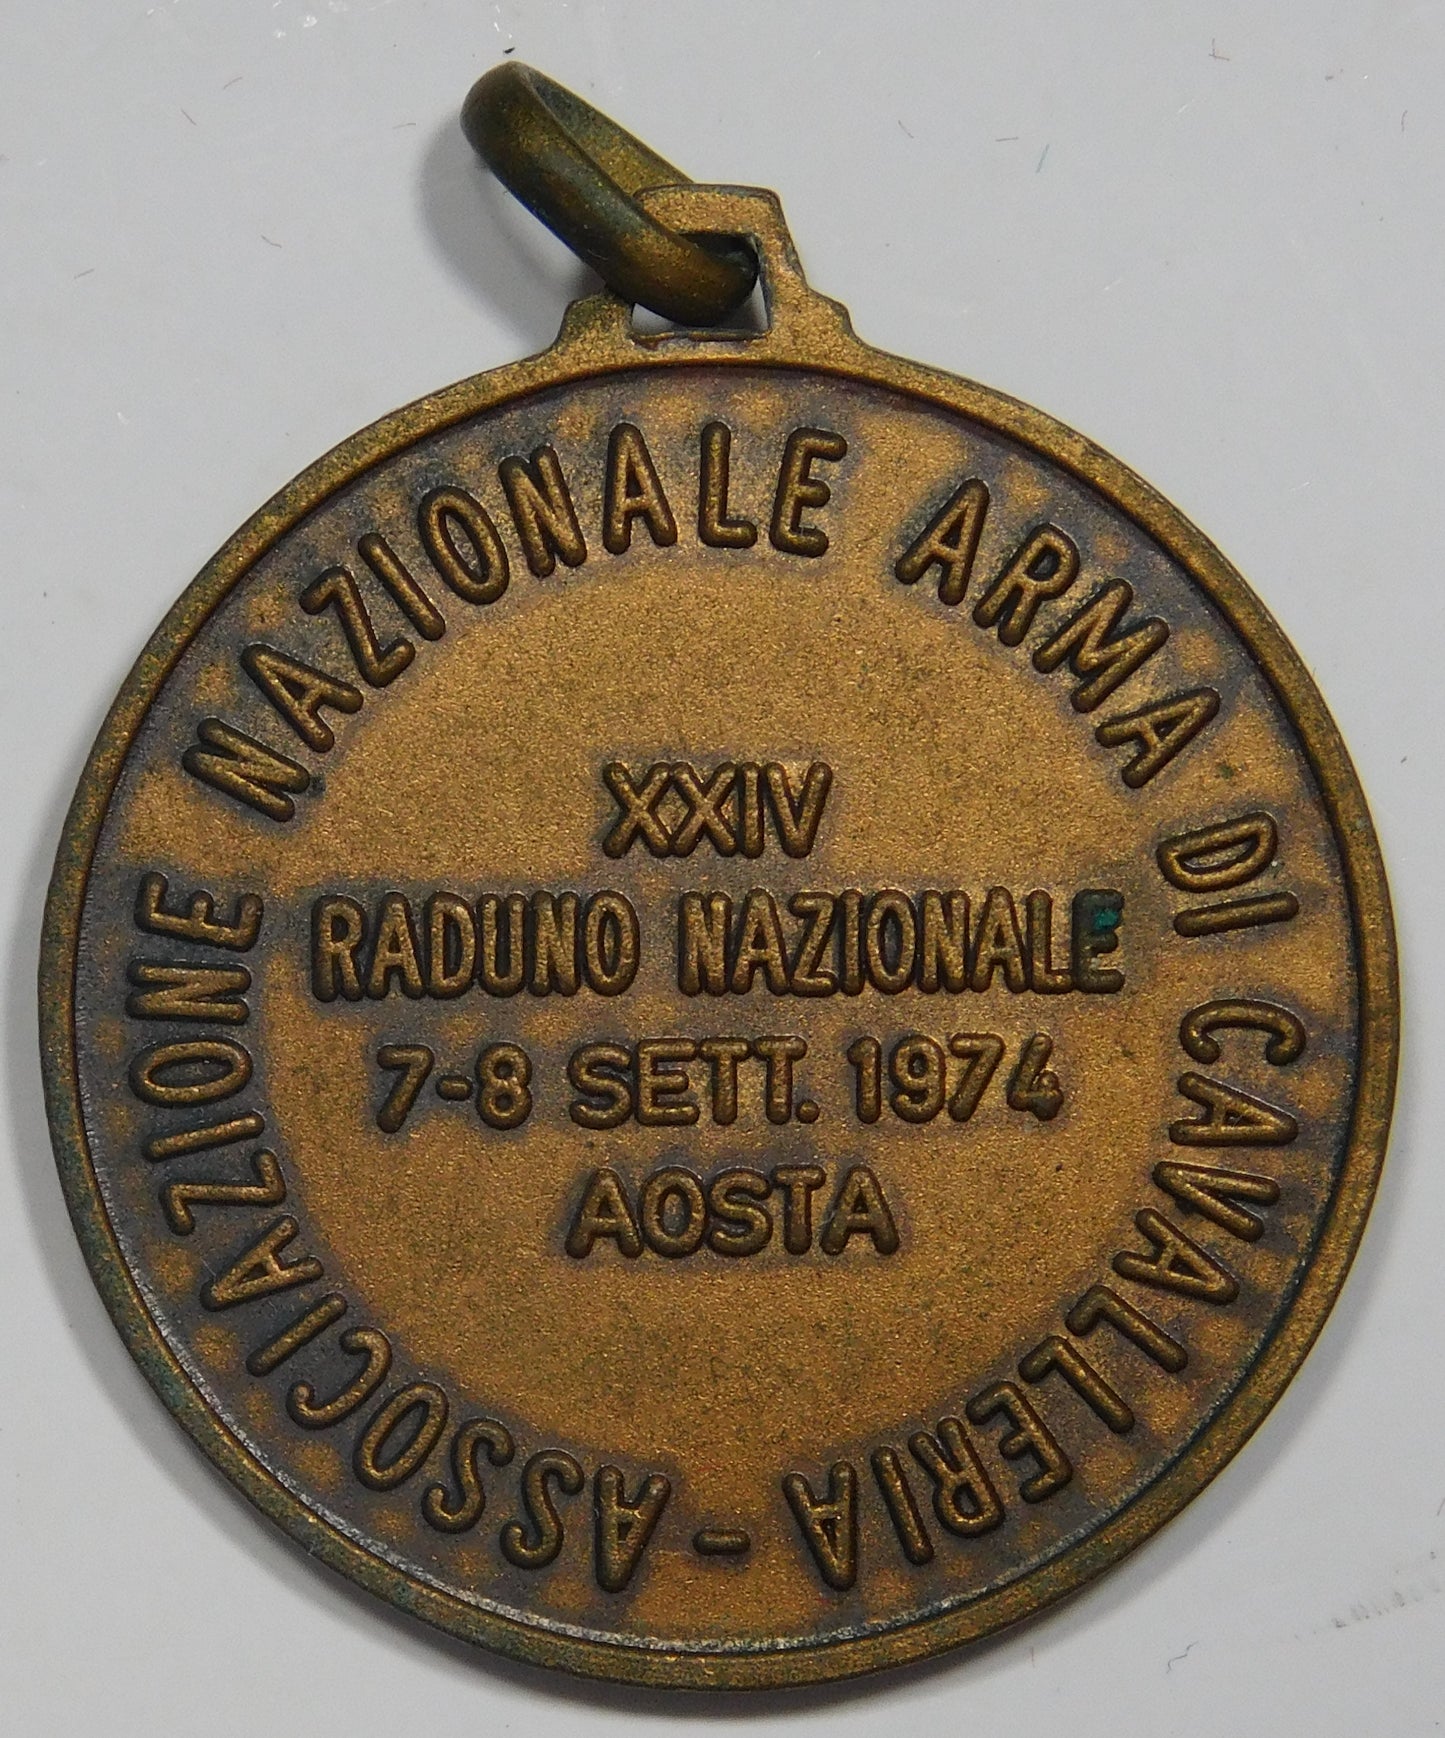 ASSOCIAZIONE NAZIONALE ARMA DI CAVALLERIA -
XXIV
RADUNO NAZIONALE
7-8 SETT. 1974
AOSTA